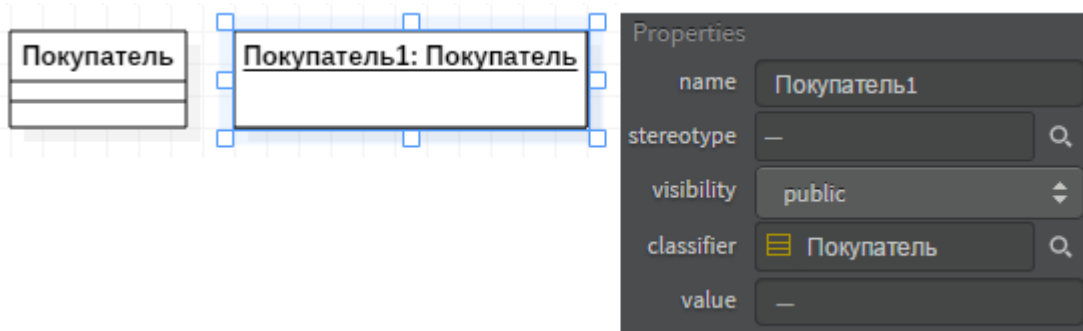 Покупатель
Покупатель1: Покупатель
Properties
name Покупатель1
stereotype —
visibility public
classifier Покупатель
value —